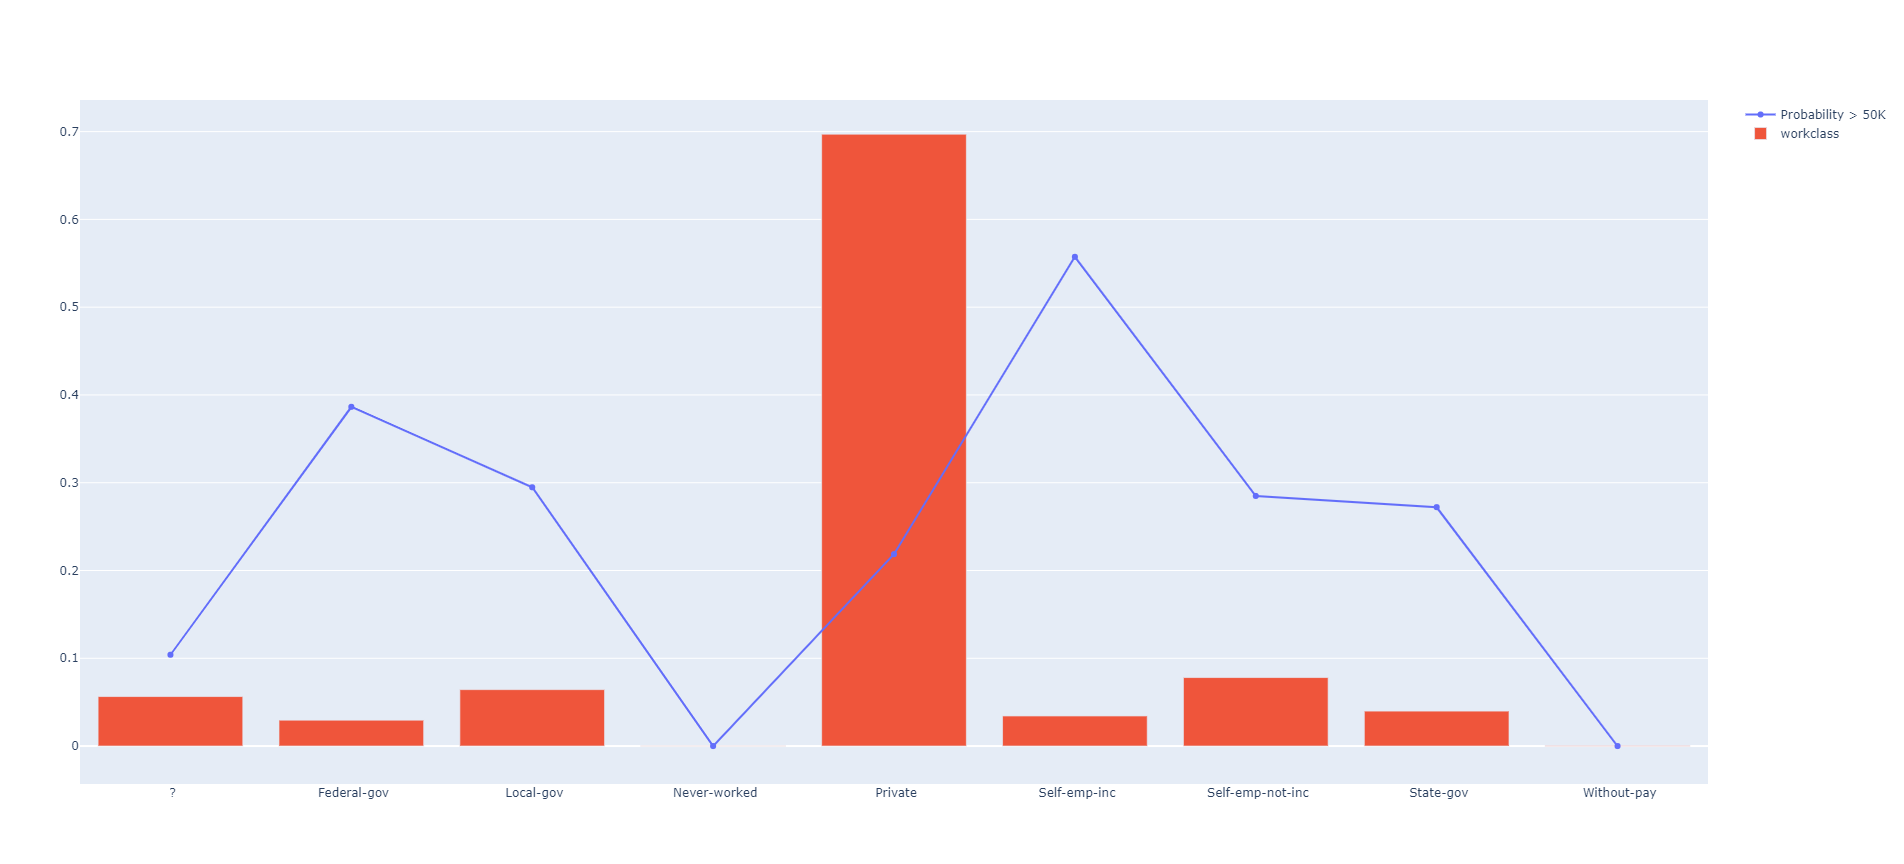 Probability > 50K
workclass
0.7
0.6
0.5
0.4
0.3
0.2
0.1
0
?
Federal-gov
Local-gov
Never-worked
Private
Self-emp-inc
Self-emp-not-inc
State-gov
Without-pay